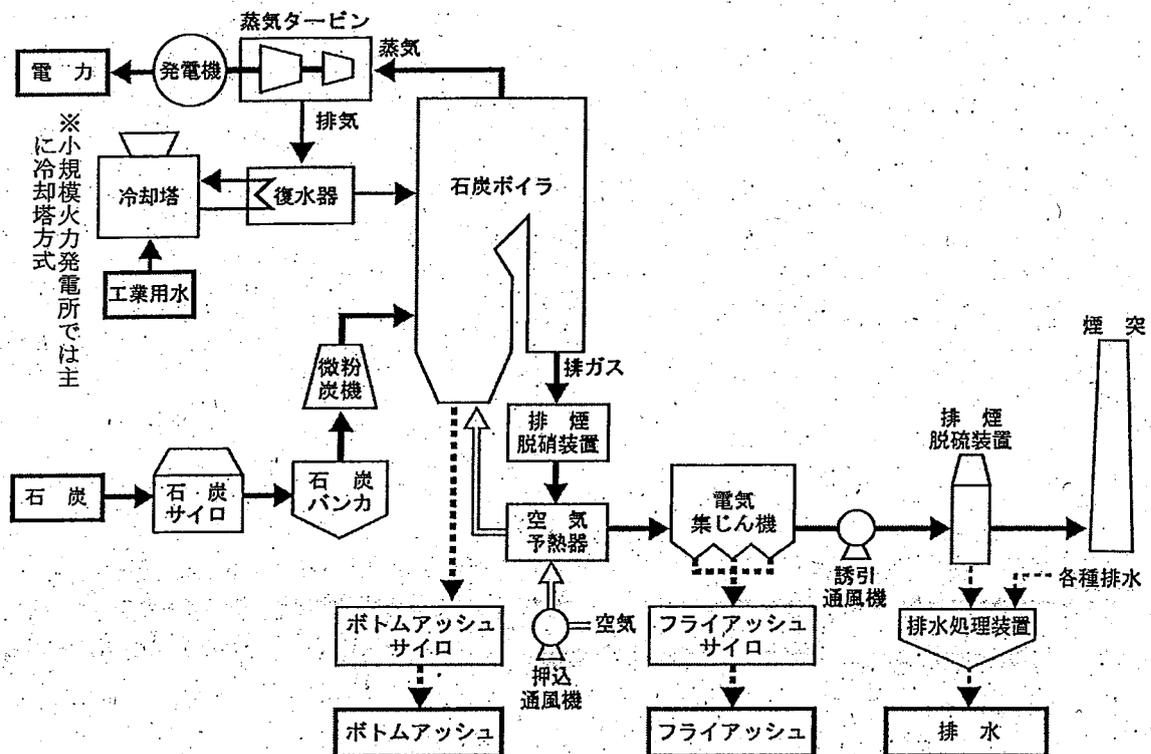 蒸気タービン
電 力
発電機
蒸気
排気
※小規模火力発電所では主
に冷却塔方式
冷却塔
復水器
石炭ボイラ
工業用水
微粉
炭機
排ガス
排 煙
脱硝装置
煙 突
石 炭
石 炭
サイロ
石 炭
バンカ
空 気
予熱器
電気
集じん機
排 煙
脱硫装置
誘引
通風機
各種排水
ボトムアッシュ
サイロ
空気
押込
通風機
フライアッシュ
サイロ
排水処理装置
ボトムアッシュ
フライアッシュ
排 水